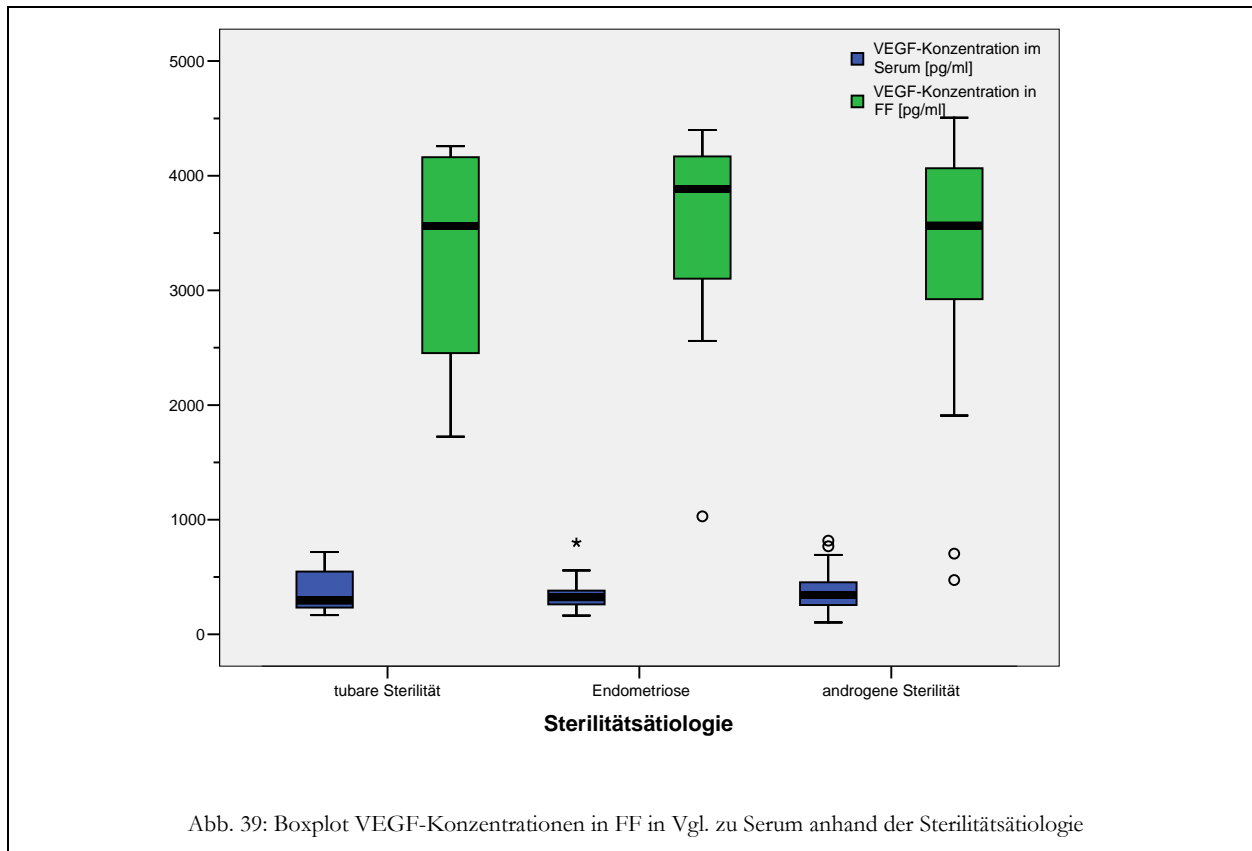 VEGF-Konzentration im
Serum [pg/ml]
VEGF-Konzentration in
FF [pg/ml]
5000
4000
3000
2000
1000
0
tubare Sterilität
Endometriose
androgene Sterilität
Sterilitätsätiologie
Abb. 39: Boxplot VEGF-Konzentrationen in FF in Vgl. zu Serum anhand der Sterilitätsätiologie